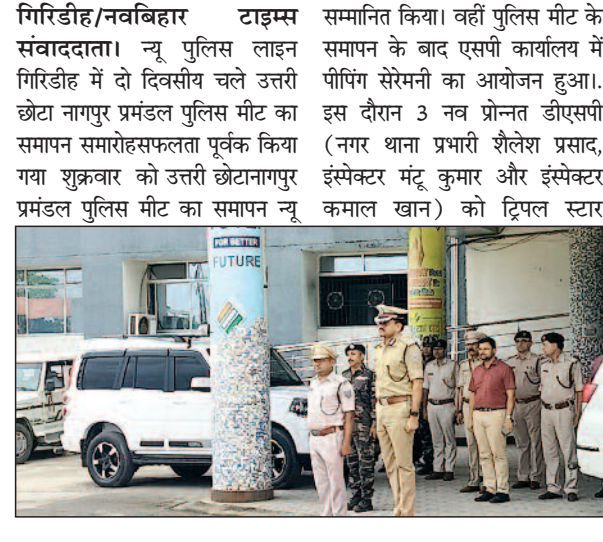 गिरिडीह/नवबिहार टाइम्स
संवाददाता। न्यू पुलिस लाइन
गिरिडीह में दो दिवसीय चले उत्तरी
छोटा नागपुर प्रमंडल पुलिस मीट का
समापन समारोहसफलता पूर्वक किया
गया शुक्रवार को उत्तरी छोटानागपुर
प्रमंडल पुलिस मीट का समापन न्यू
सम्मानित किया। वहीं पुलिस मीट के
समापन के बाद एसपी कार्यालय में
पीपिंग सेरेमनी का आयोजन हुआ।.
इस दौरान 3 नव प्रोन्नत डीएसपी
(नगर थाना प्रभारी शैलेश प्रसाद,
इंस्पेक्टर मंटू कुमार और इंस्पेक्टर
कमाल खान) को ट्रिपल स्टार
FOR BETTER
FUTURE